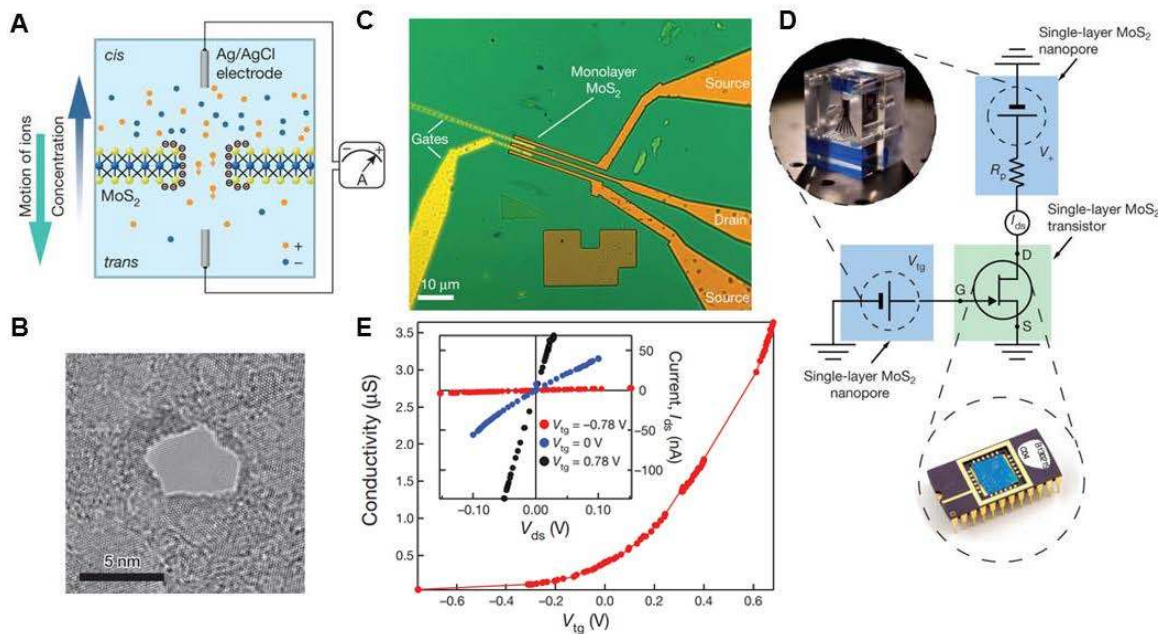 A
cis
Ag/AgCl
electrode
Motion of ions
Concentration
MoS2
A
trans
+
−
B
5 nm
C
Monolayer
MoS2
Source
Gates
Drain
10 μm
Source
D
Single-layer MoS2
nanopore
V+
Rp
Ids
Single-layer MoS2
transistor
Vtg
D
G
S
Single-layer MoS2
nanopore
E
Conductivity (μS)
3.5
3.0
2.5
2.0
1.5
1.0
0.5
50
0
−50
−100
Current, Ids (nA)
Vtg = −0.78 V
Vtg = 0 V
Vtg = 0.78 V
−0.10
0.00
0.10
Vds (V)
−0.6
−0.4
−0.2
0.0
0.2
0.4
0.6
Vtg (V)